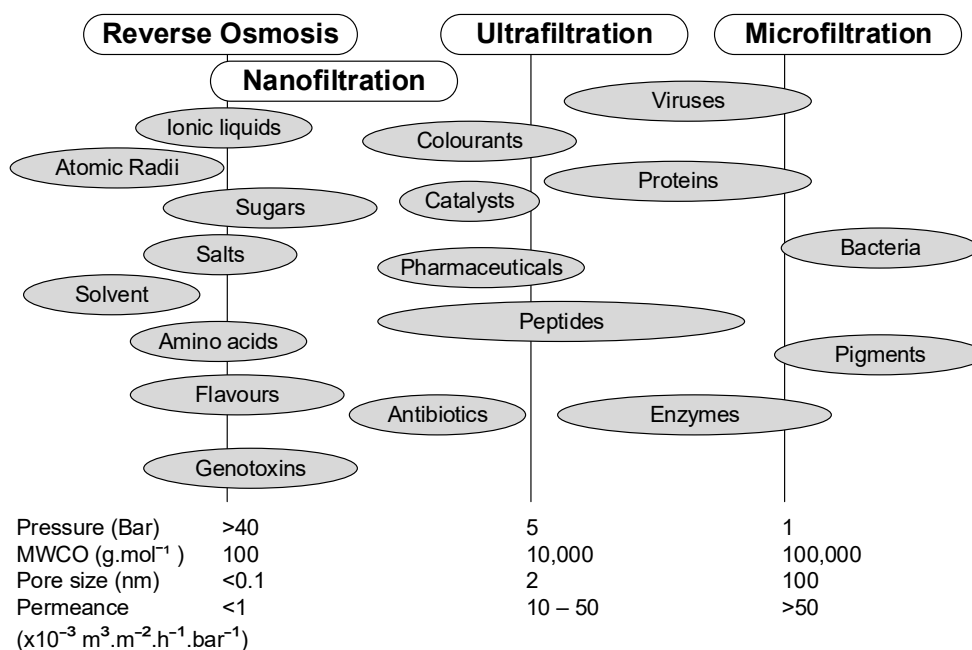 Reverse Osmosis
Ultrafiltration
Microfiltration
Nanofiltration
Viruses
Ionic liquids
Colourants
Atomic Radii
Proteins
Sugars
Catalysts
Salts
Bacteria
Pharmaceuticals
Solvent
Peptides
Amino acids
Pigments
Flavours
Antibiotics
Enzymes
Genotoxins
Pressure (Bar) >40 5 1
MWCO (g.mol⁻¹ ) 100 10,000 100,000
Pore size (nm) <0.1 2 100
Permeance <1 10 – 50 >50
(x10⁻³ m³.m⁻².h⁻¹.bar⁻¹)